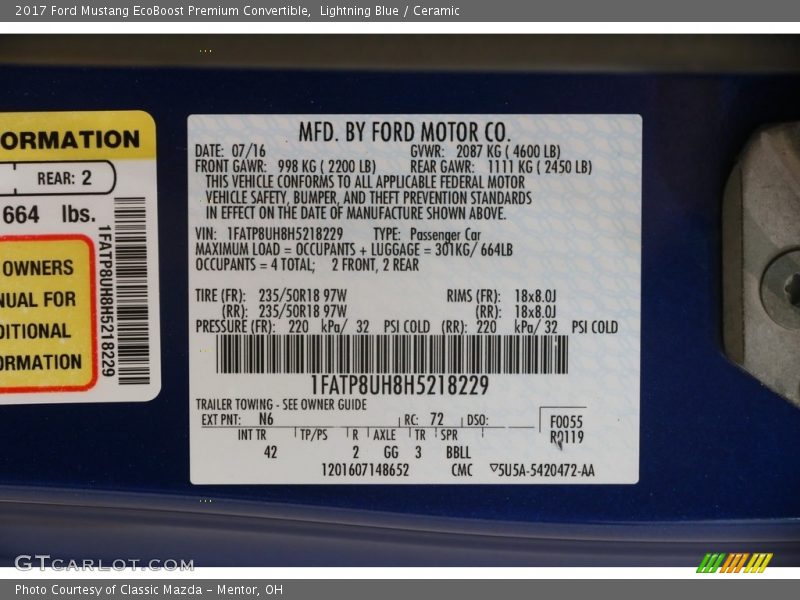 2017 Ford Mustang EcoBoost Premium Convertible,  Lightning Blue / Ceramic
ORMATION
REAR: 2
664 lbs.
OWNERS
NUAL FOR
DITIONAL
ORMATION
1FATP8UH8H5218229
MFD. BY FORD MOTOR CO.
DATE: 07/16 GVWR: 2087 KG ( 4600 LB)
FRONT GAWR: 998 KG ( 2200 LB) REAR GAWR: 1111 KG ( 2450 LB)
THIS VEHICLE CONFORMS TO ALL APPLICABLE FEDERAL MOTOR
VEHICLE SAFETY, BUMPER, AND THEFT PREVENTION STANDARDS
IN EFFECT ON THE DATE OF MANUFACTURE SHOWN ABOVE.
VIN: 1FATP8UH8H5218229 TYPE: Passenger Car
MAXIMUM LOAD = OCCUPANTS + LUGGAGE = 301KG/ 664LB
OCCUPANTS = 4 TOTAL; 2 FRONT, 2 REAR
TIRE (FR): 235/50R18 97W RIMS (FR): 18x8.0J
(RR): 235/50R18 97W (RR): 18x8.0J
PRESSURE (FR): 220 kPa/ 32 PSI COLD (RR): 220 kPa/ 32 PSI COLD
1FATP8UH8H5218229
TRAILER TOWING - SEE OWNER GUIDE
EXT PNT: N6 RC: 72 DSO: F0055
INT TR TP/PS R AXLE TR SPR R0119
42 2 GG 3 BBLL
1201607148652 CMC ▽5U5A-5420472-AA
GTCARLOT.COM
Photo Courtesy of Classic Mazda - Mentor, OH